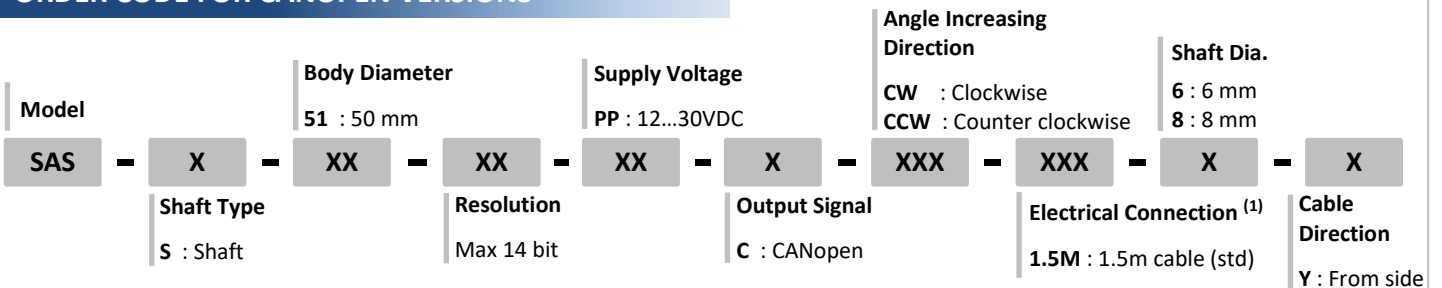 ORDER CODE FOR CANOPEN VERSIONS
Model
Body Diameter
51 : 50 mm
Supply Voltage
PP : 12...30VDC
Angle Increasing
Direction
CW : Clockwise
CCW : Counter clockwise
Shaft Dia.
6 : 6 mm
8 : 8 mm
SAS - X - XX - XX - XX - X - XXX - XXX - X - X
Shaft Type
S : Shaft
Resolution
Max 14 bit
Output Signal
C : CANopen
Electrical Connection (1)
1.5M : 1.5m cable (std)
Cable
Direction
Y : From side